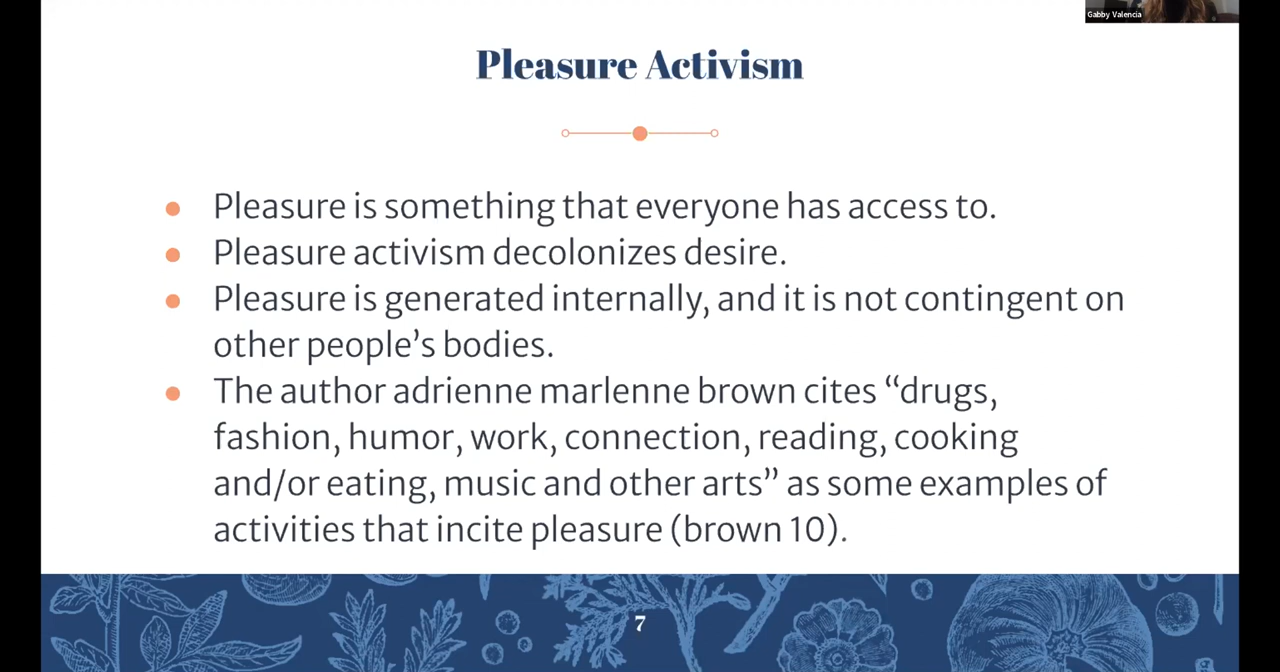 Gabby Valencia
Pleasure Activism
Pleasure is something that everyone has access to.
Pleasure activism decolonizes desire.
Pleasure is generated internally, and it is not contingent on
other people’s bodies.
The author adrienne marlenne brown cites “drugs,
fashion, humor, work, connection, reading, cooking
and/or eating, music and other arts” as some examples of
activities that incite pleasure (brown 10).
7